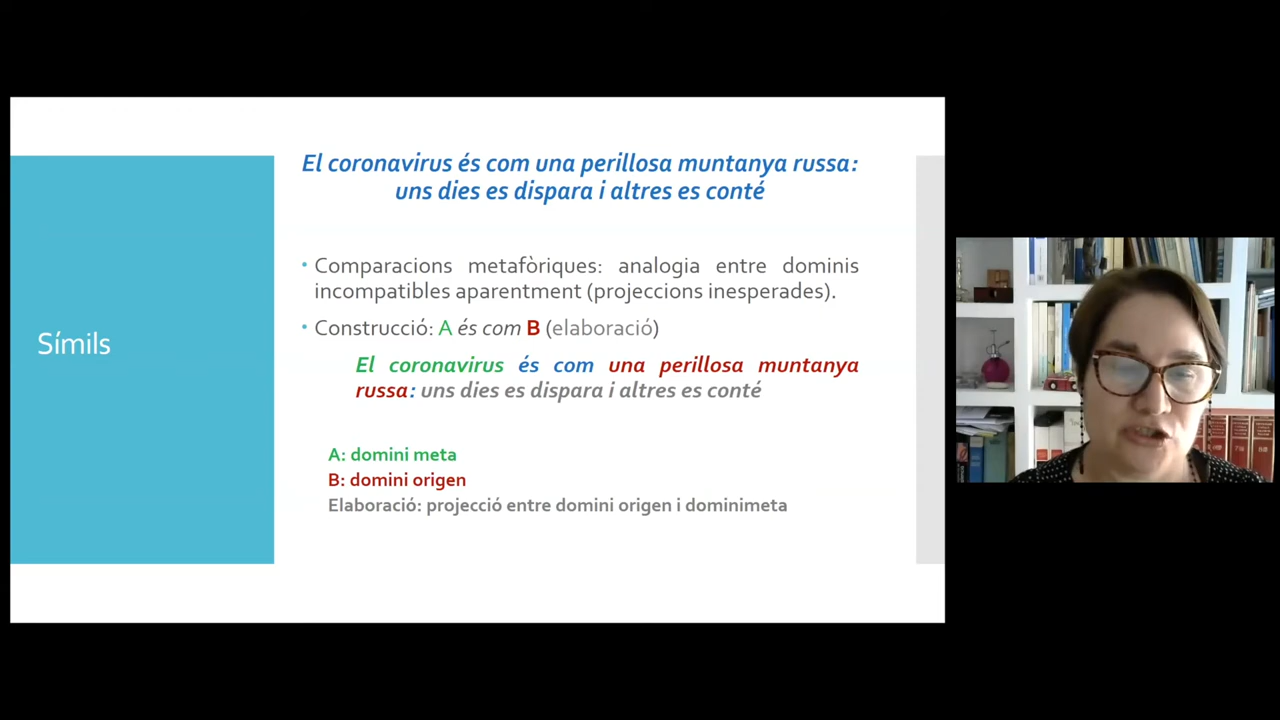 El coronavirus és com una perillosa muntanya russa:
uns dies es dispara i altres es conté
Símils
• Comparacions metafòriques: analogia entre dominis
incompatibles aparentment (projeccions inesperades).
• Construcció: A és com B (elaboració)
El coronavirus és com una perillosa muntanya
russa: uns dies es dispara i altres es conté
A: domini meta
B: domini origen
Elaboració: projecció entre domini origen i dominimeta